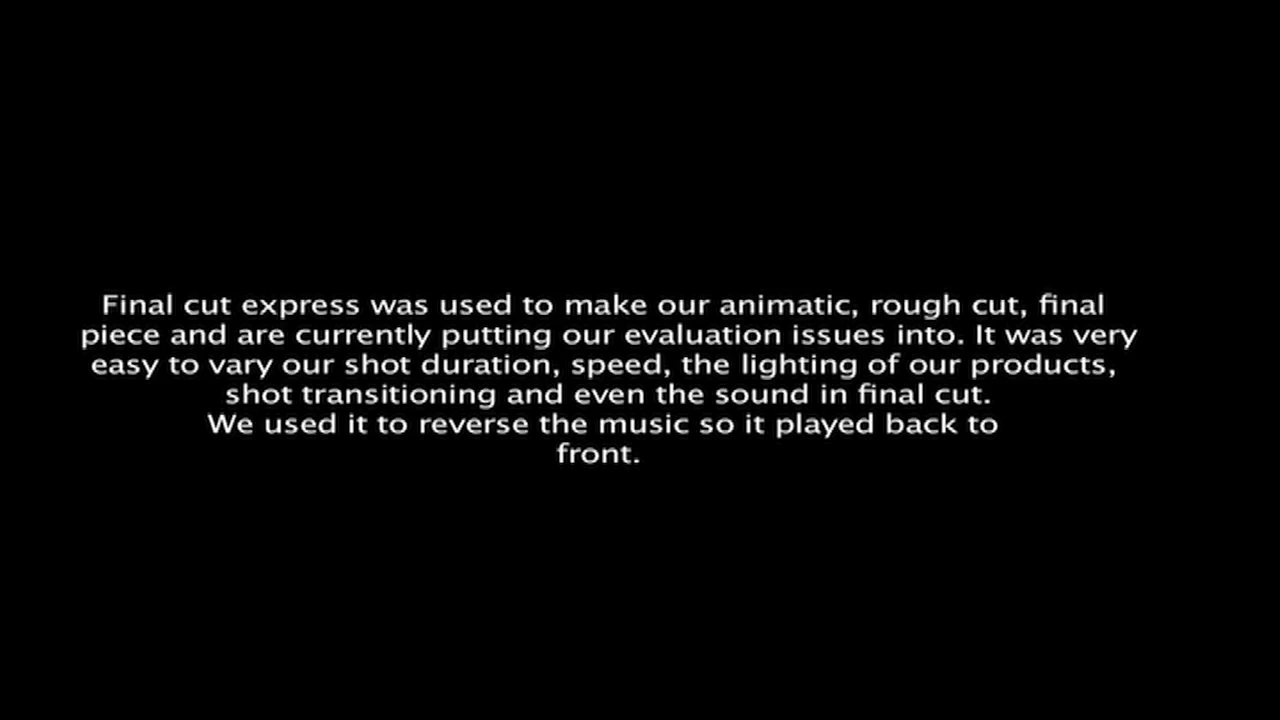 Final cut express was used to make our animatic, rough cut, final
piece and are currently putting our evaluation issues into. It was very
easy to vary our shot duration, speed, the lighting of our products,
shot transitioning and even the sound in final cut.
We used it to reverse the music so it played back to
front.